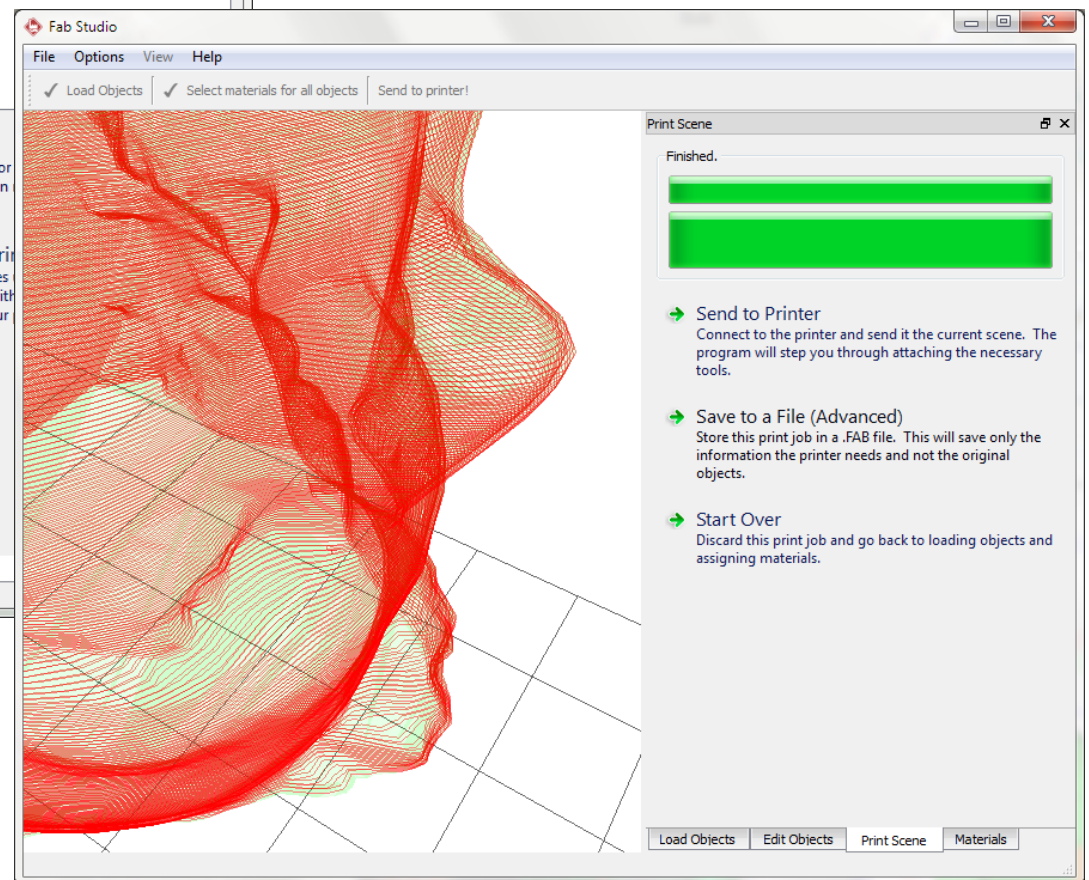 Fab Studio
File Options View Help
Load Objects Select materials for all objects Send to printer!
Print Scene
Finished.
Send to Printer
Connect to the printer and send it the current scene. The
program will step you through attaching the necessary
tools.
Save to a File (Advanced)
Store this print job in a .FAB file. This will save only the
information the printer needs and not the original
objects.
Start Over
Discard this print job and go back to loading objects and
assigning materials.
Load Objects Edit Objects Print Scene Materials